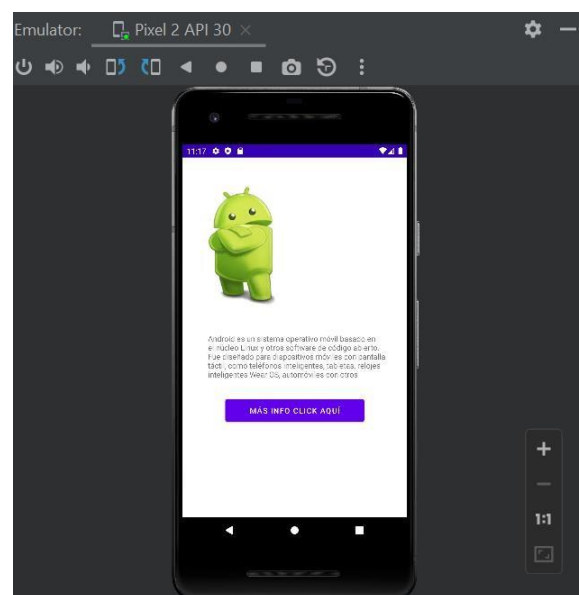 Emulator: Pixel 2 API 30
11:17
Android es un sistema operativo móvil basado en
el núcleo Linux y otros software de código abierto.
Fue diseñado para dispositivos móviles con pantalla
táctil, como teléfonos inteligentes, tabletas, relojes
inteligentes Wear OS, automóviles con otros
MÁS INFO CLICK AQUÍ
1:1